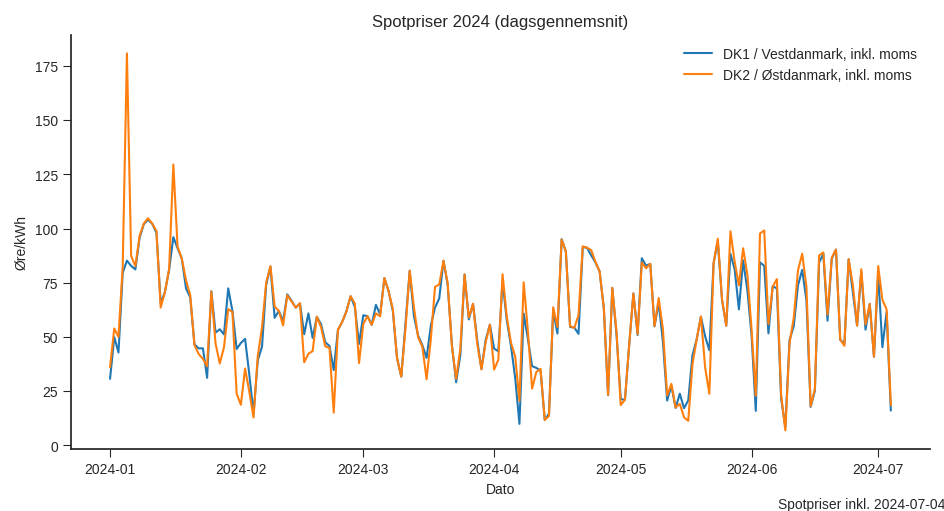 Spotpriser 2024 (dagsgennemsnit)
DK1 / Vestdanmark, inkl. moms
DK2 / Østdanmark, inkl. moms
Øre/kWh
175
150
125
100
75
50
25
0
2024-01 2024-02 2024-03 2024-04 2024-05 2024-06 2024-07
Dato
Spotpriser inkl. 2024-07-04